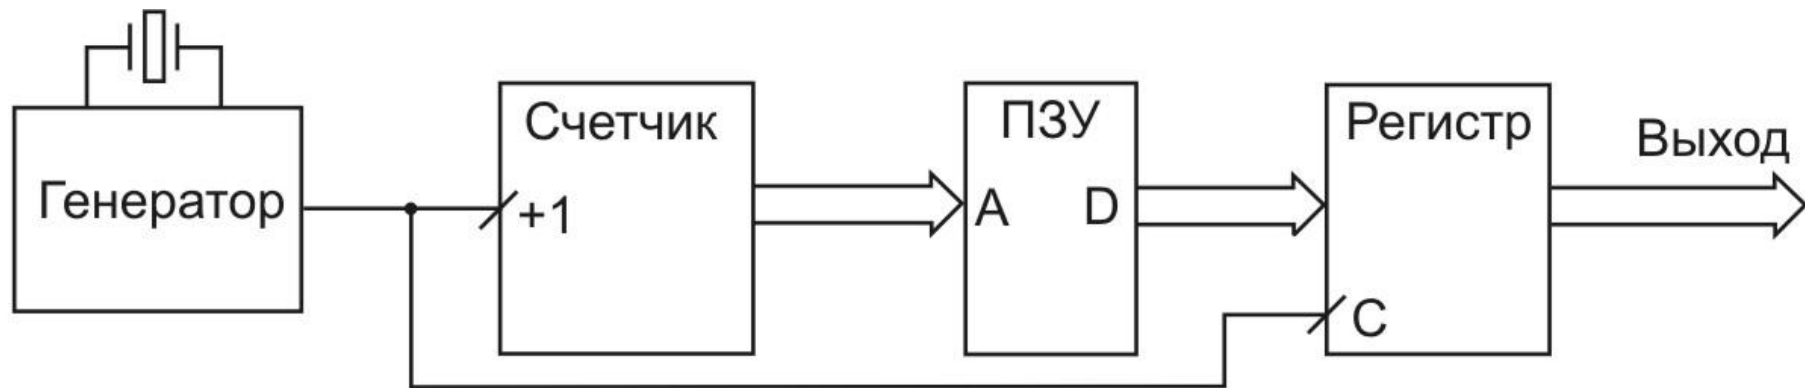 Генератор
Счетчик
+1
ПЗУ
A
D
Регистр
C
Выход